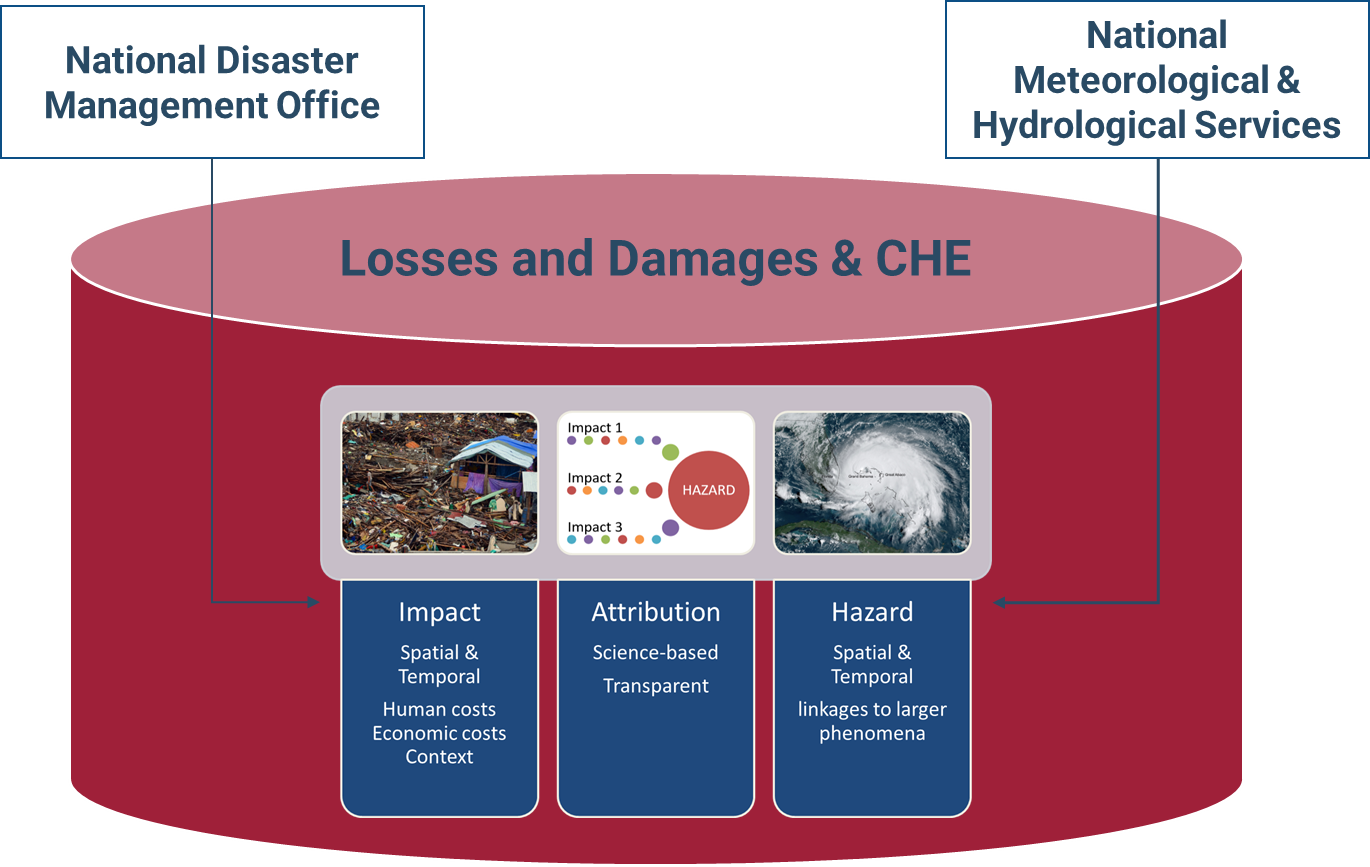 National Disaster
Management Office
National
Meteorological &
Hydrological Services
Losses and Damages & CHE
Impact 1
Impact 2
Impact 3
HAZARD
Impact
Spatial &
Temporal
Human costs
Economic costs
Context
Attribution
Science-based
Transparent
Hazard
Spatial &
Temporal
linkages to larger
phenomena